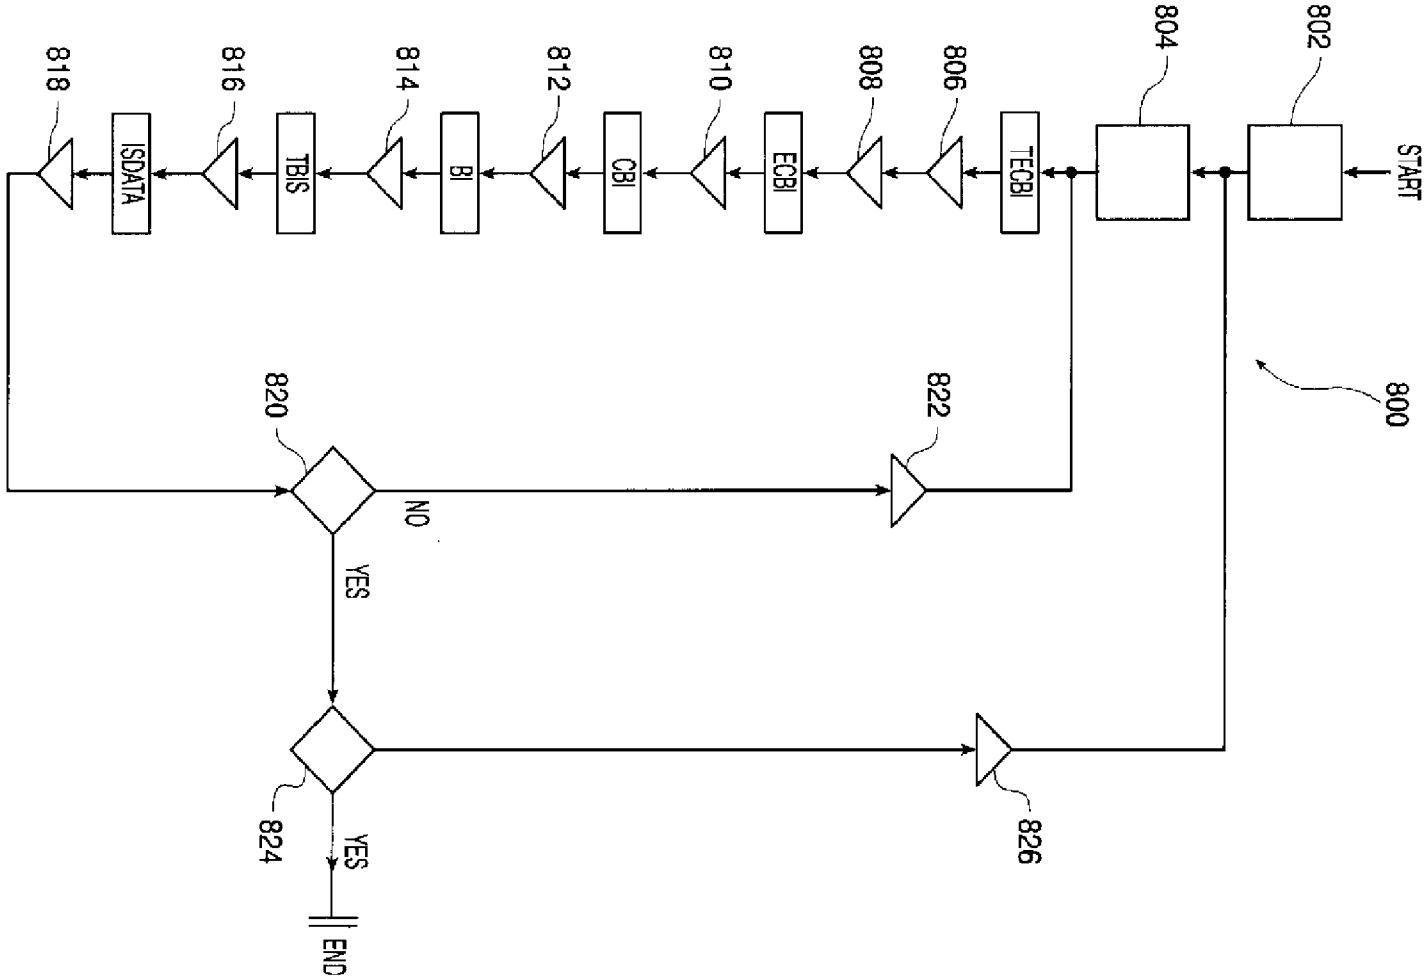 START
802
804
TECBI
806
808
ECBI
810
CBI
812
BI
814
TBIS
816
ISDATA
818
800
820
NO
822
YES
824
826
YES
END